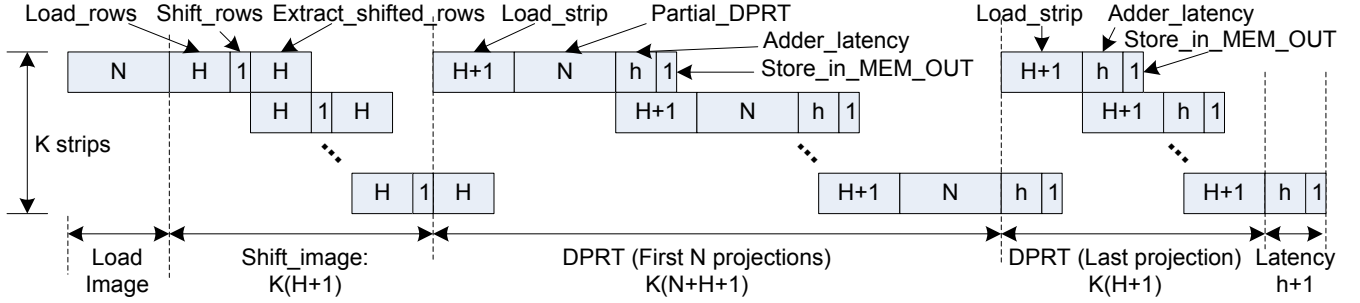 Load_rows Shift_rows Extract_shifted_rows Load_strip Partial_DPRT Load_strip Adder_latency
Adder_latency Store_in_MEM_OUT
N H 1 H H+1 N h 1 Store_in_MEM_OUT H+1 h 1
H 1 H H+1 N h 1 H+1 h 1
K strips
H 1 H H+1 N h 1 H+1 h 1
Load Shift_image: DPRT (First N projections) DPRT (Last projection) Latency
Image K(H+1) K(N+H+1) K(H+1) h+1